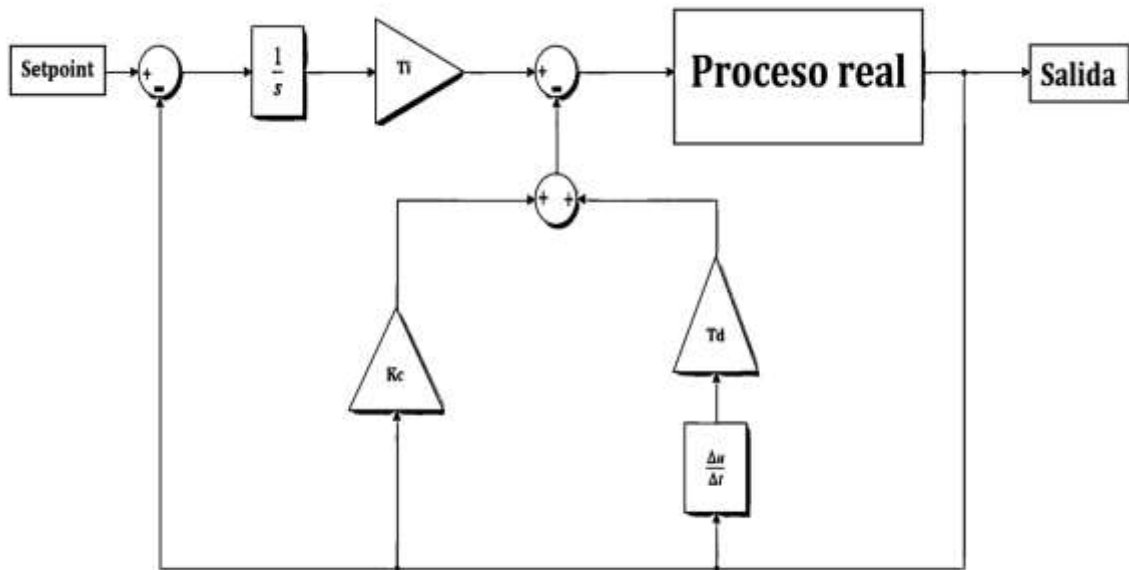 Setpoint
+
-
1
s
Ti
+
-
Proceso real
Salida
+
+
Kc
Td
Δu
Δt